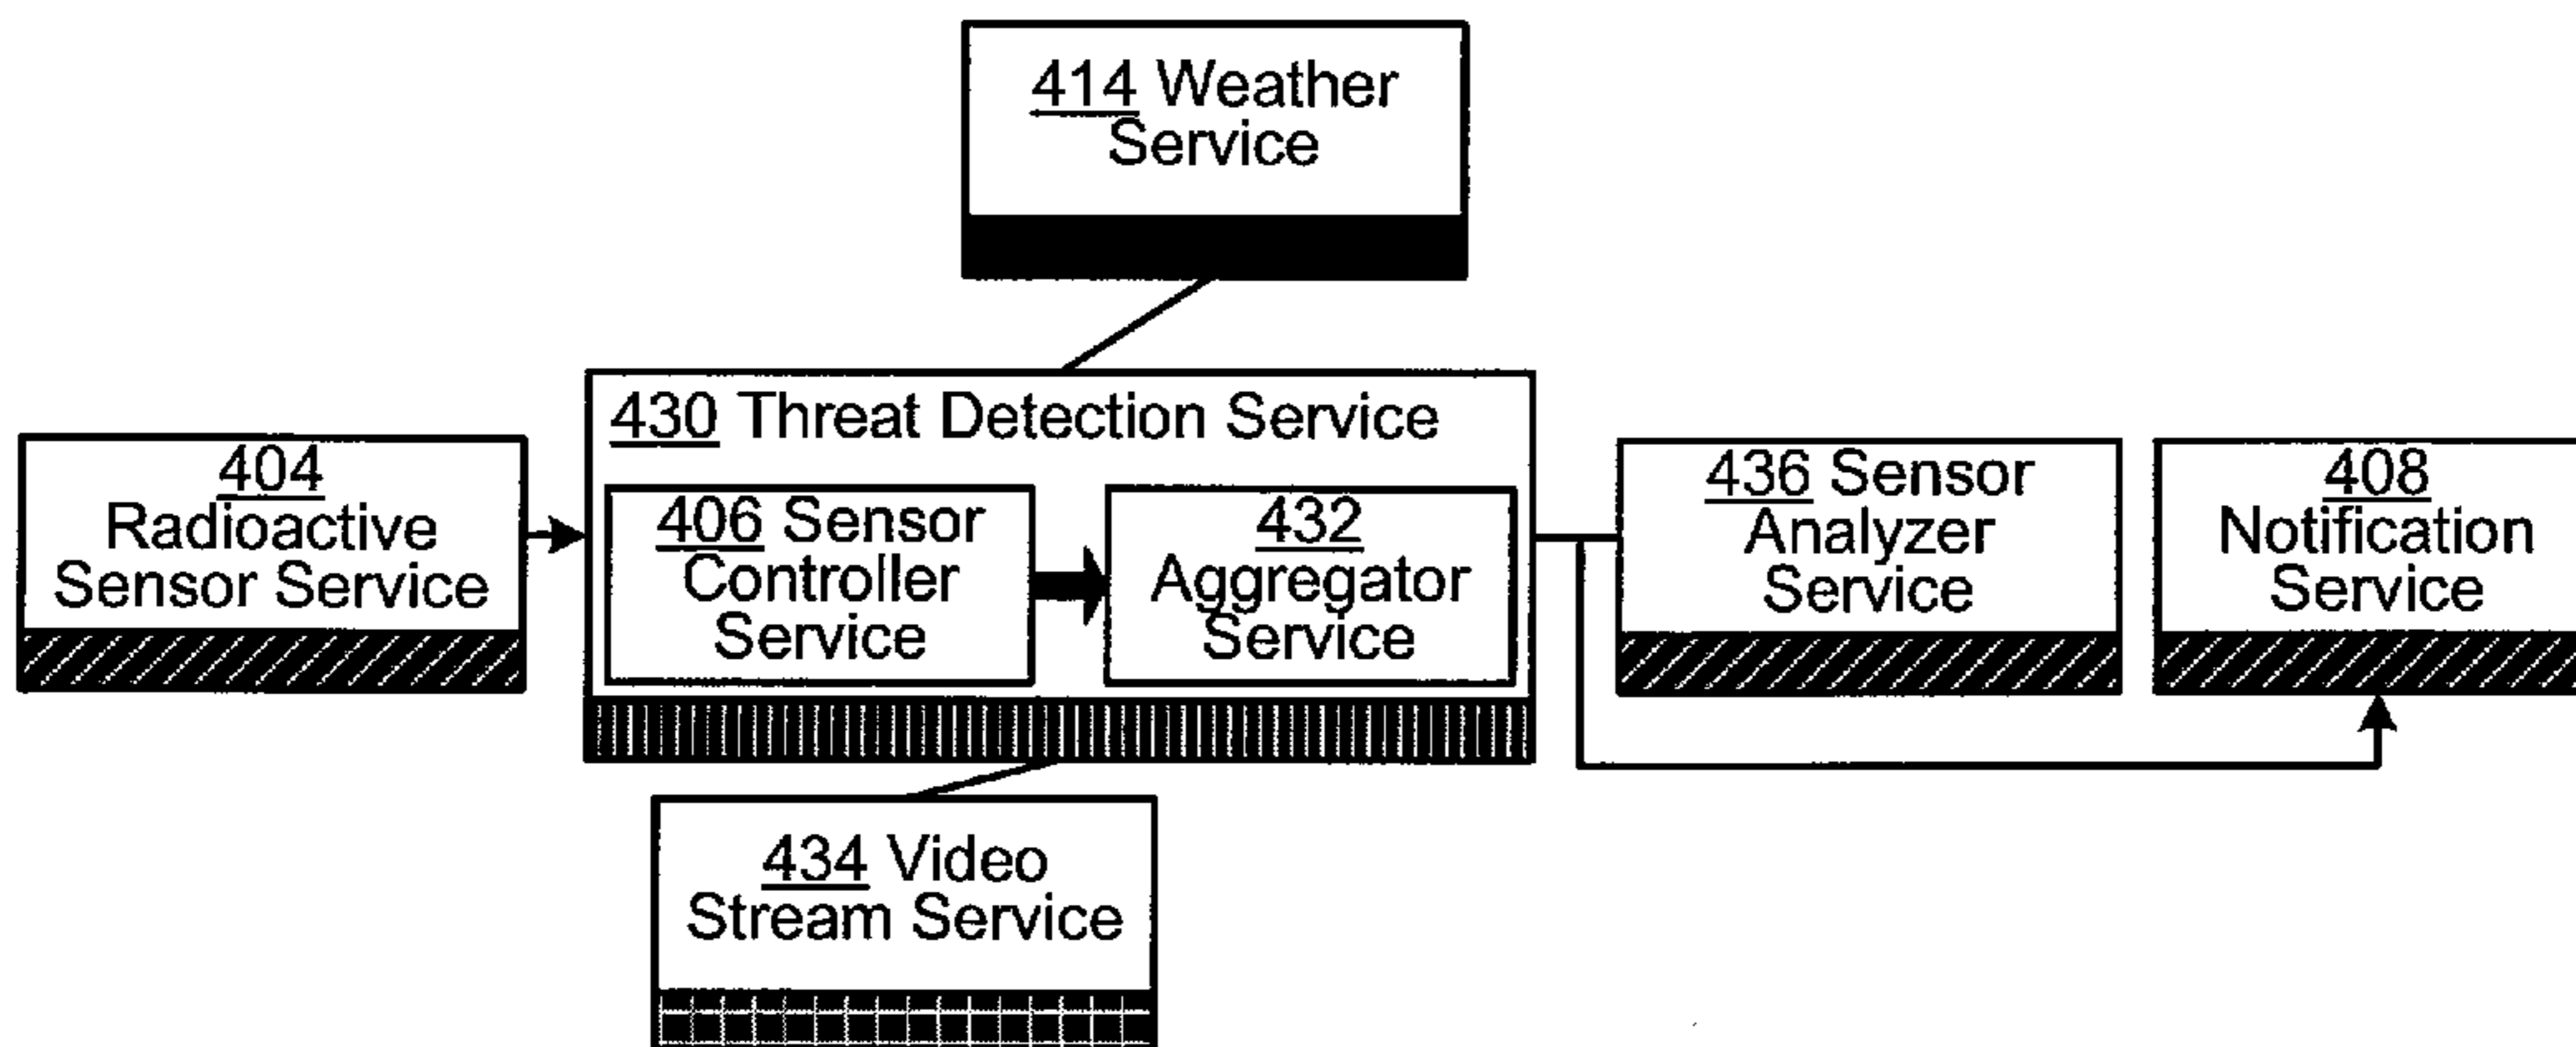 414 Weather
Service
430 Threat Detection Service
404
Radioactive
Sensor Service
406 Sensor
Controller
Service
432
Aggregator
Service
436 Sensor
Analyzer
Service
408
Notification
Service
434 Video
Stream Service